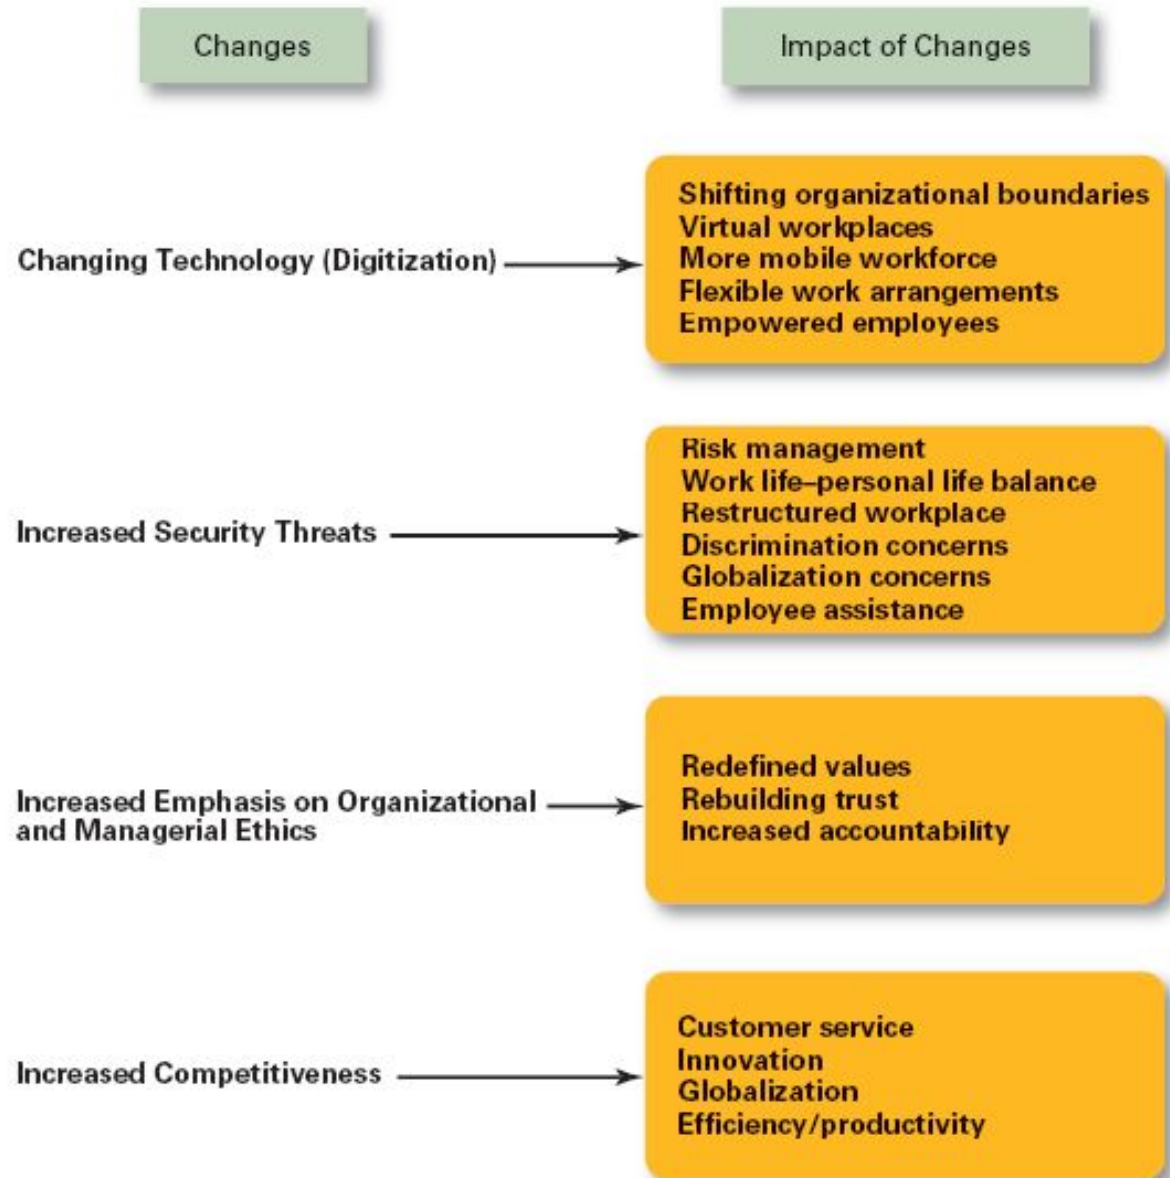 Changes
Impact of Changes
Changing Technology (Digitization)
Shifting organizational boundaries
Virtual workplaces
More mobile workforce
Flexible work arrangements
Empowered employees
Increased Security Threats
Risk management
Work life–personal life balance
Restructured workplace
Discrimination concerns
Globalization concerns
Employee assistance
Increased Emphasis on Organizational
and Managerial Ethics
Redefined values
Rebuilding trust
Increased accountability
Increased Competitiveness
Customer service
Innovation
Globalization
Efficiency/productivity